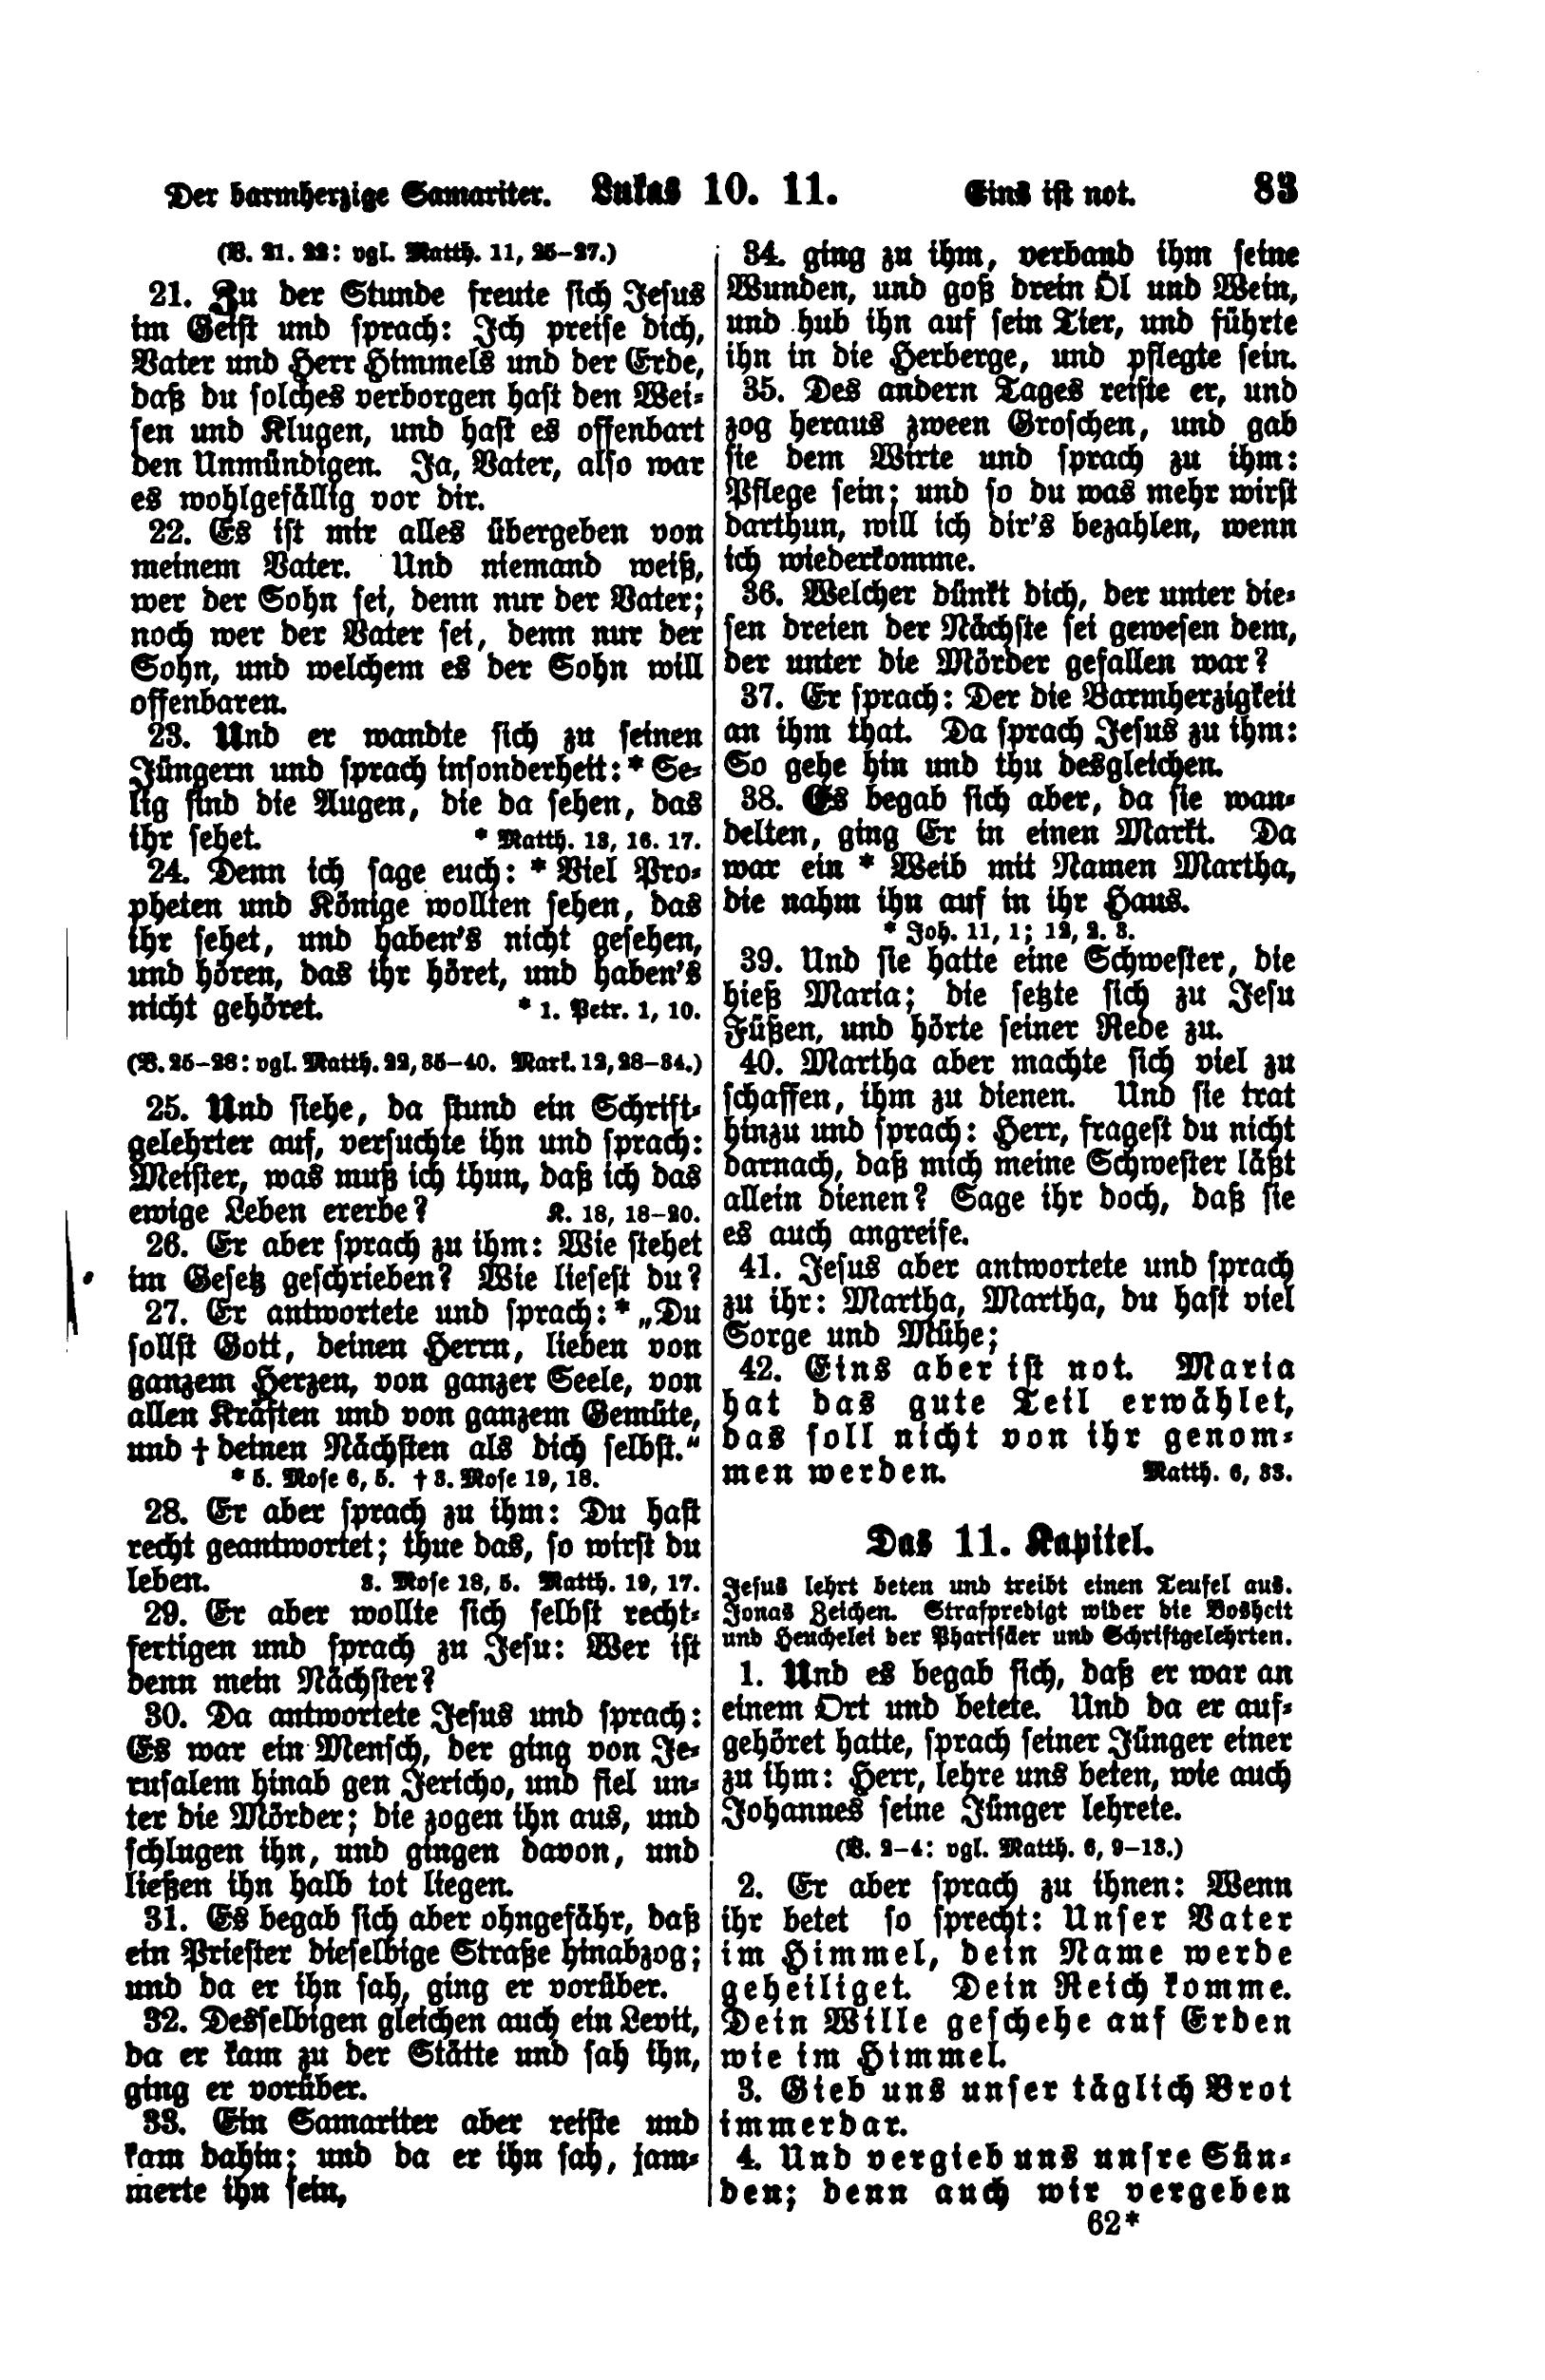 Der barmherzige Samariter. Lukas 10. 11. Eins ist not. 83
(V. 21. 22: vgl. Matth. 11, 25–27.)
21. Zu der Stunde freute sich Jesus
im Geist und sprach: Ich preise dich,
Vater und Herr Himmels und der Erde,
daß du solches verborgen hast den Wei-
sen und Klugen, und hast es offenbart
den Unmündigen. Ja, Vater, also war
es wohlgefällig vor dir.
22. Es ist mir alles übergeben von
meinem Vater. Und niemand weiß,
wer der Sohn sei, denn nur der Vater;
noch wer der Vater sei, denn nur der
Sohn, und welchem es der Sohn will
offenbaren.
23. Und er wandte sich zu seinen
Jüngern und sprach insonderheit: * Se-
lig sind die Augen, die da sehen, das
ihr sehet. * Matth. 13, 16. 17.
24. Denn ich sage euch: * Viel Pro-
pheten und Könige wollten sehen, das
ihr sehet, und haben's nicht gesehen,
und hören, das ihr höret, und haben's
nicht gehöret. * 1. Petr. 1, 10.
(V. 25–28: vgl. Matth. 22, 35–40. Mark. 12, 28–34.)
25. Und siehe, da stund ein Schrift-
gelehrter auf, versuchte ihn und sprach:
Meister, was muß ich thun, daß ich das
ewige Leben ererbe? K. 18, 18–20.
26. Er aber sprach zu ihm: Wie stehet
im Gesetz geschrieben? Wie liesest du?
27. Er antwortete und sprach: * „Du
sollst Gott, deinen Herrn, lieben von
ganzem Herzen, von ganzer Seele, von
allen Kräften und von ganzem Gemüte,
und † deinen Nächsten als dich selbst.“
* 5. Mose 6, 5. † 3. Mose 19, 18.
28. Er aber sprach zu ihm: Du hast
recht geantwortet; thue das, so wirst du
leben. 3. Mose 18, 5. Matth. 19, 17.
29. Er aber wollte sich selbst recht-
fertigen und sprach zu Jesu: Wer ist
denn mein Nächster?
30. Da antwortete Jesus und sprach:
Es war ein Mensch, der ging von Je-
rusalem hinab gen Jericho, und fiel un-
ter die Mörder; die zogen ihn aus, und
schlugen ihn, und gingen davon, und
ließen ihn halb tot liegen.
31. Es begab sich aber ohngefähr, daß
ein Priester dieselbige Straße hinabzog;
und da er ihn sah, ging er vorüber.
32. Desselbigen gleichen auch ein Levit,
da er kam zu der Stätte und sah ihn,
ging er vorüber.
33. Ein Samariter aber reiste und
kam dahin; und da er ihn sah, jam-
merte ihn sein,
34. ging zu ihm, verband ihm seine
Wunden, und goß drein Öl und Wein,
und hub ihn auf sein Tier, und führte
ihn in die Herberge, und pflegte sein.
35. Des andern Tages reiste er, und
zog heraus zween Groschen, und gab
sie dem Wirte und sprach zu ihm:
Pflege sein; und so du was mehr wirst
darthun, will ich dir's bezahlen, wenn
ich wiederkomme.
36. Welcher dünkt dich, der unter die-
sen dreien der Nächste sei gewesen dem,
der unter die Mörder gefallen war?
37. Er sprach: Der die Barmherzigkeit
an ihm that. Da sprach Jesus zu ihm:
So gehe hin und thu desgleichen.
38. Es begab sich aber, da sie wan-
delten, ging Er in einen Markt. Da
war ein * Weib mit Namen Martha,
die nahm ihn auf in ihr Haus.
* Joh. 11, 1; 12, 2. 3.
39. Und sie hatte eine Schwester, die
hieß Maria; die setzte sich zu Jesu
Füßen, und hörte seiner Rede zu.
40. Martha aber machte sich viel zu
schaffen, ihm zu dienen. Und sie trat
hinzu und sprach: Herr, fragest du nicht
darnach, daß mich meine Schwester läßt
allein dienen? Sage ihr doch, daß sie
es auch angreife.
41. Jesus aber antwortete und sprach
zu ihr: Martha, Martha, du hast viel
Sorge und Mühe;
42. Eins aber ist not. Maria
hat das gute Teil erwählet,
das soll nicht von ihr genom-
men werden. Matth. 6, 33.
Das 11. Kapitel.
Jesus lehrt beten und treibt einen Teufel aus.
Jonas Zeichen. Strafpredigt wider die Bosheit
und Heuchelei der Pharisäer und Schriftgelehrten.
1. Und es begab sich, daß er war an
einem Ort und betete. Und da er auf-
gehöret hatte, sprach seiner Jünger einer
zu ihm: Herr, lehre uns beten, wie auch
Johannes seine Jünger lehrete.
(V. 2–4: vgl. Matth. 6, 9–13.)
2. Er aber sprach zu ihnen: Wenn
ihr betet so sprecht: Unser Vater
im Himmel, dein Name werde
geheiliget. Dein Reich komme.
Dein Wille geschehe auf Erden
wie im Himmel.
3. Gieb uns unser täglich Brot
immerdar.
4. Und vergieb uns unsre Sün-
den; denn auch wir vergeben
62*